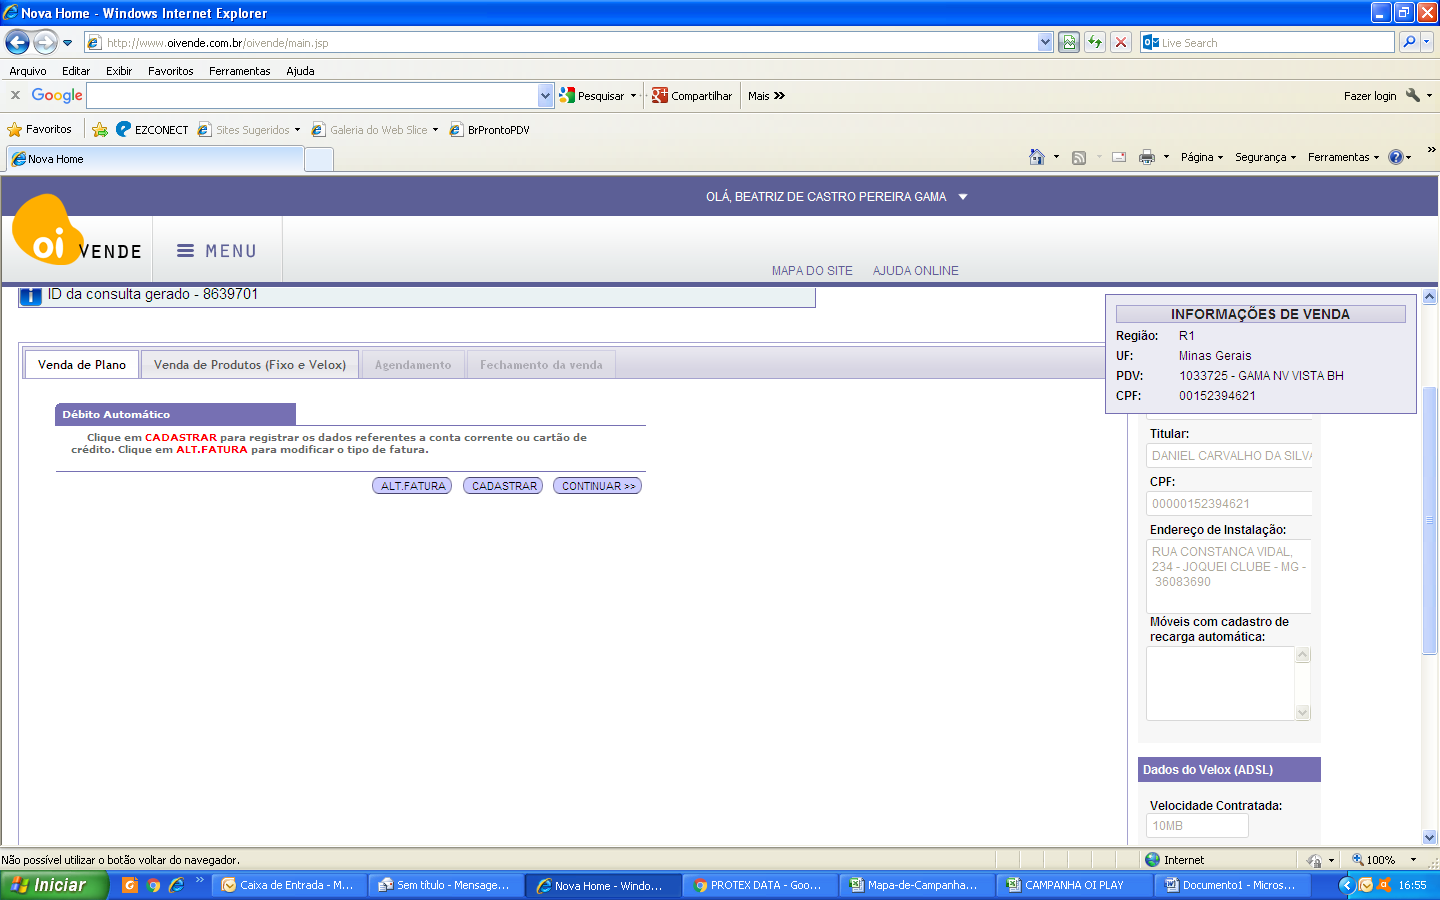 Nova Home - Windows Internet Explorer
http://www.oivende.com.br/oivende/main.jsp
Live Search
Arquivo Editar Exibir Favoritos Ferramentas Ajuda
x Google Pesquisar Compartilhar Mais >> Fazer login
Favoritos EZCONECT Sites Sugeridos Galeria do Web Slice BrProntoPDV
Nova Home Página Segurança Ferramentas
OLÁ, BEATRIZ DE CASTRO PEREIRA GAMA
oi VENDE MENU
MAPA DO SITE AJUDA ONLINE
ID da consulta gerado - 8639701
INFORMAÇÕES DE VENDA
Região: R1
UF: Minas Gerais
PDV: 1033725 - GAMA NV VISTA BH
CPF: 00152394621
Venda de Plano Venda de Produtos (Fixo e Velox) Agendamento Fechamento da venda
Débito Automático
Clique em CADASTRAR para registrar os dados referentes a conta corrente ou cartão de
crédito. Clique em ALT.FATURA para modificar o tipo de fatura.
ALT.FATURA CADASTRAR CONTINUAR >>
Titular:
DANIEL CARVALHO DA SILVA
CPF:
00000152394621
Endereço de Instalação:
RUA CONSTANCA VIDAL,
234 - JOQUEI CLUBE - MG -
36083690
Móveis com cadastro de
recarga automática:
Dados do Velox (ADSL)
Velocidade Contratada:
10MB
Não possível utilizar o botão voltar do navegador.
Internet 100%
Iniciar Caixa de Entrada - M... Sem título - Mensage... Nova Home - Windo... PROTEX DATA - Goo... Mapa-de-Campanha... CAMPANHA OI PLAY Documento1 - Micros... 16:55